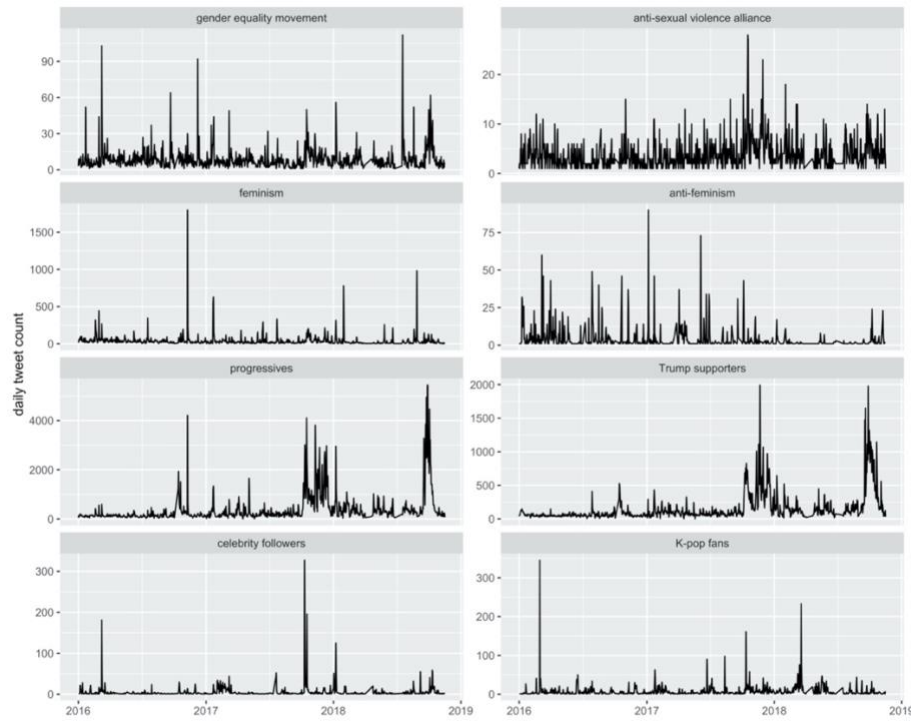 gender equality movement
anti-sexual violence alliance
90
60
30
0
20
10
0
feminism
anti-feminism
1500
1000
500
0
75
50
25
0
daily tweet count
progressives
Trump supporters
4000
2000
0
2000
1500
1000
500
0
celebrity followers
K-pop fans
300
200
100
0
300
200
100
0
2016 2017 2018 2019
2016 2017 2018 2019